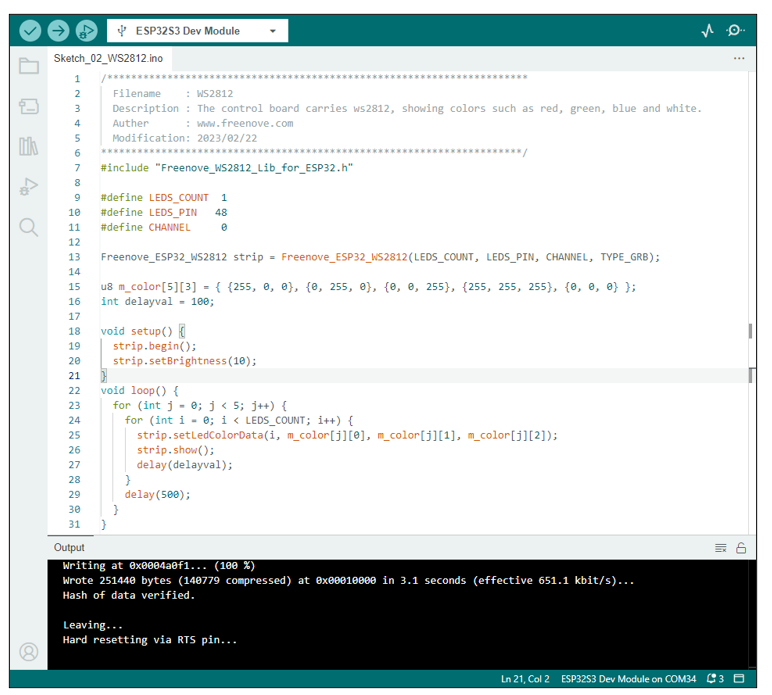 ESP32S3 Dev Module
Sketch_02_WS2812.ino
1 /**********************************************************************
2   Filename    : WS2812
3   Description : The control board carries ws2812, showing colors such as red, green, blue and white.
4   Auther      : www.freenove.com
5   Modification: 2023/02/22
6 **********************************************************************/
7 #include "Freenove_WS2812_Lib_for_ESP32.h"
8
9 #define LEDS_COUNT  1
10 #define LEDS_PIN   48
11 #define CHANNEL     0
12
13 Freenove_ESP32_WS2812 strip = Freenove_ESP32_WS2812(LEDS_COUNT, LEDS_PIN, CHANNEL, TYPE_GRB);
14
15 u8 m_color[5][3] = { {255, 0, 0}, {0, 255, 0}, {0, 0, 255}, {255, 255, 255}, {0, 0, 0} };
16 int delayval = 100;
17
18 void setup() {
19   strip.begin();
20   strip.setBrightness(10);
21 }
22 void loop() {
23   for (int j = 0; j < 5; j++) {
24     for (int i = 0; i < LEDS_COUNT; i++) {
25       strip.setLedColorData(i, m_color[j][0], m_color[j][1], m_color[j][2]);
26       strip.show();
27       delay(delayval);
28     }
29     delay(500);
30   }
31 }
Output
Writing at 0x0004a0f1... (100 %)
Wrote 251440 bytes (140779 compressed) at 0x00010000 in 3.1 seconds (effective 651.1 kbit/s)...
Hash of data verified.
Leaving...
Hard resetting via RTS pin...
Ln 21, Col 2 ESP32S3 Dev Module on COM34 3